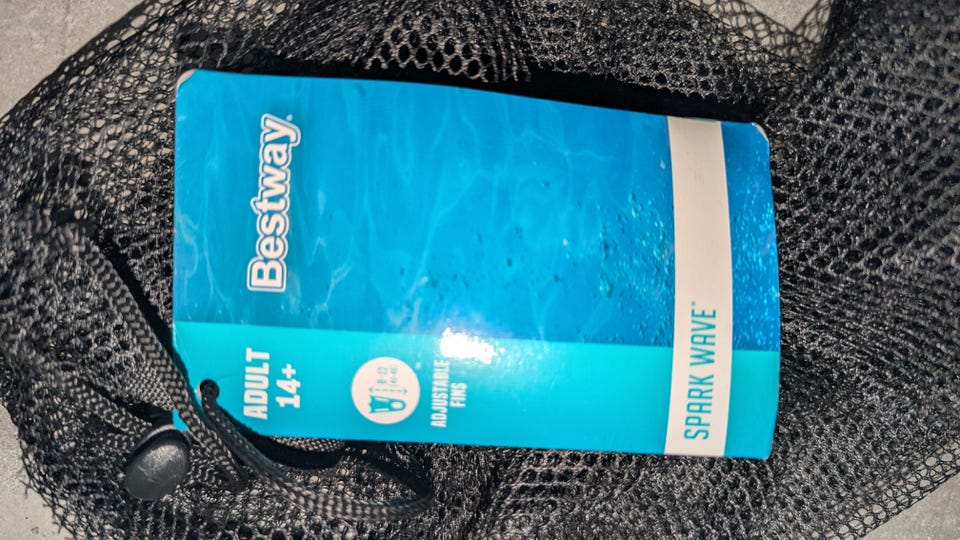 Bestway
ADULT
14+
ADJUSTABLE
FINS
SPARK WAVE